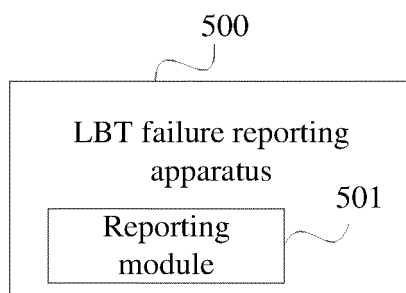 500
LBT failure reporting
apparatus
501
Reporting
module